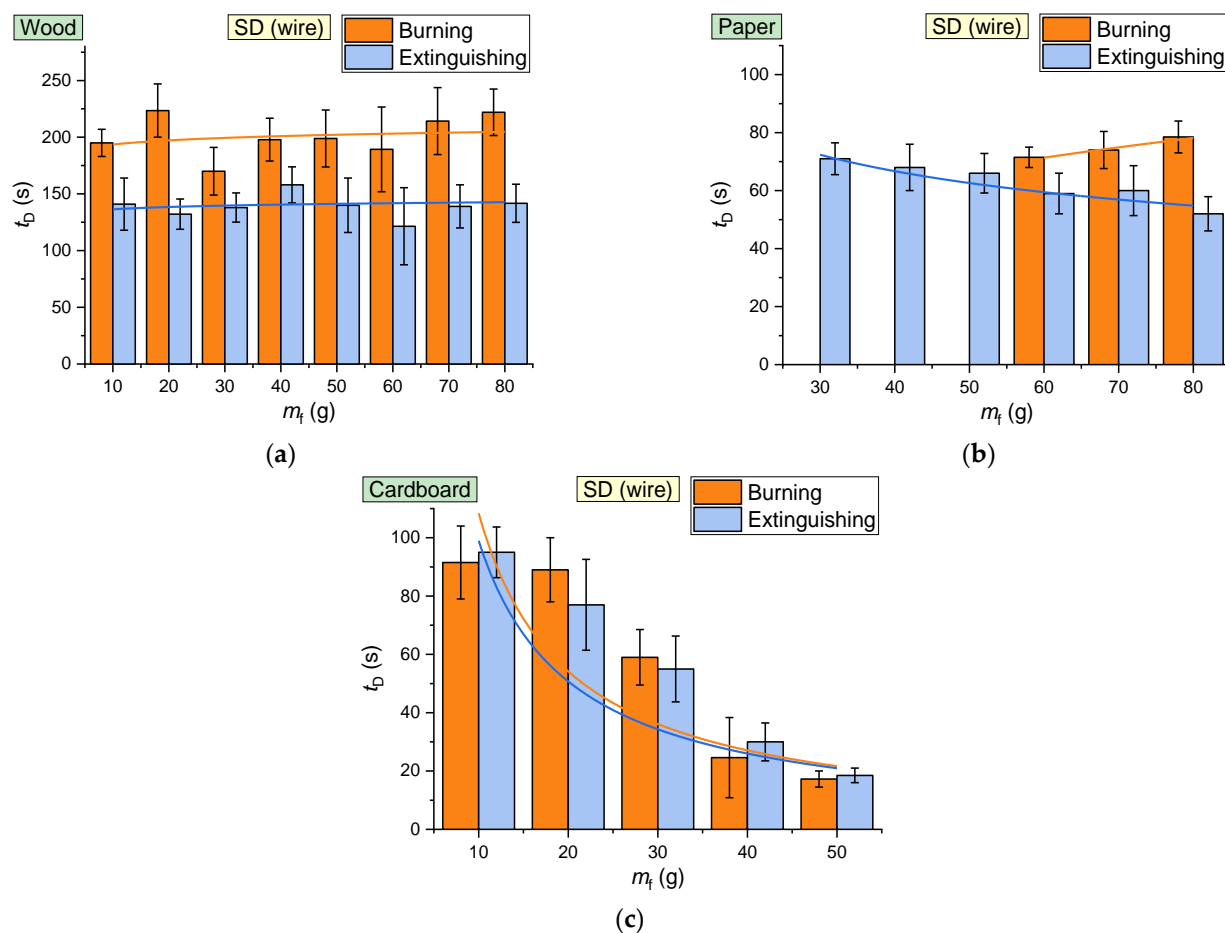 Wood
SD (wire)
Burning
Extinguishing
250
200
150
100
50
0
t_D (s)
10 20 30 40 50 60 70 80
m_f (g)
(a)
Paper
SD (wire)
Burning
Extinguishing
100
80
60
40
20
0
t_D (s)
30 40 50 60 70 80
m_f (g)
(b)
Cardboard
SD (wire)
Burning
Extinguishing
100
80
60
40
20
0
t_D (s)
10 20 30 40 50
m_f (g)
(c)